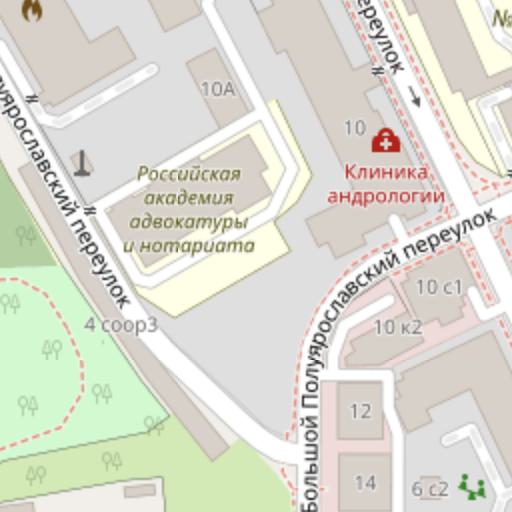 переулок
№
10А
10
Клиника
андрологии
Российская
академия
адвокатуры
и нотариата
переулок
4 соор3
Большой Полуярославский переулок
10 с1
10 к2
12
14
6 с2